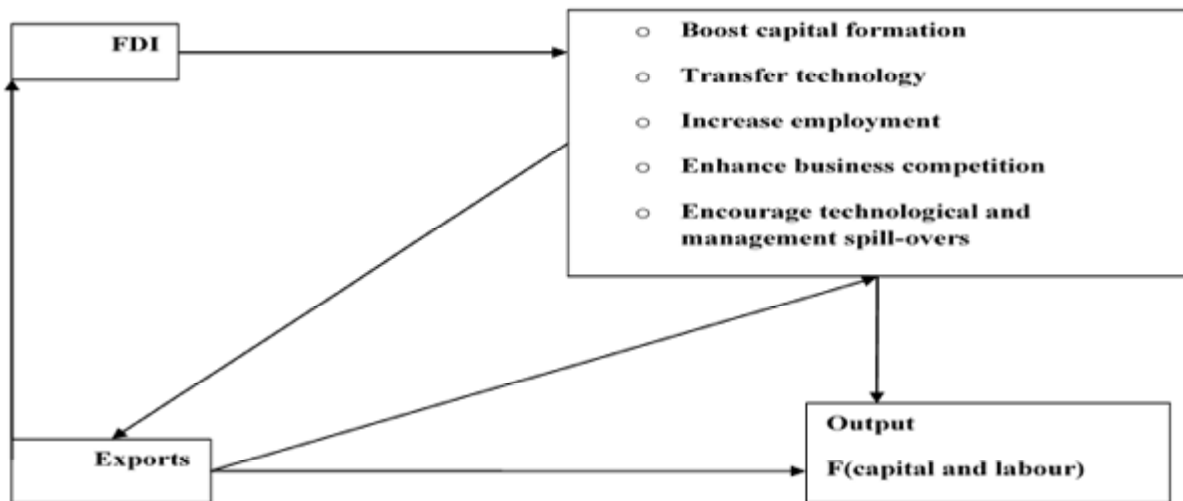 FDI
o Boost capital formation
o Transfer technology
o Increase employment
o Enhance business competition
o Encourage technological and
management spill-overs
Exports
Output
F(capital and labour)